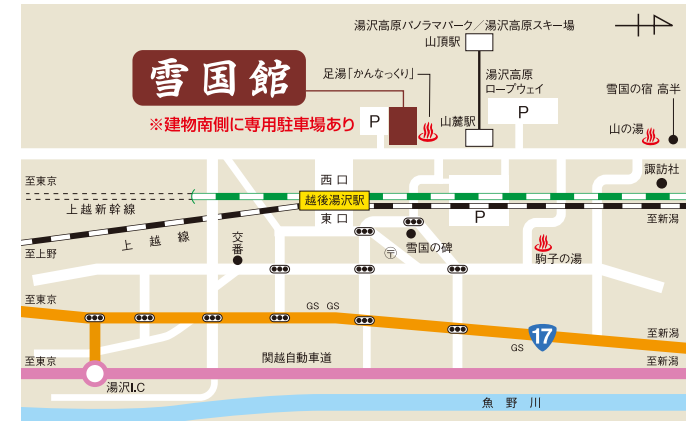 湯沢高原パノラマパーク／湯沢高原スキー場
山頂駅
雪国館
足湯「かんなっくり」
湯沢高原
ロープウェイ
雪国の宿 高半
※建物南側に専用駐車場あり
P
山麓駅
P
山の湯
諏訪社
至東京
西口
上越新幹線
越後湯沢駅
東口
P
至新潟
至上野
上越線
交番
〒
雪国の碑
駒子の湯
至東京
GS GS
17
至新潟
GS
至東京
関越自動車道
至新潟
湯沢I.C
魚野川